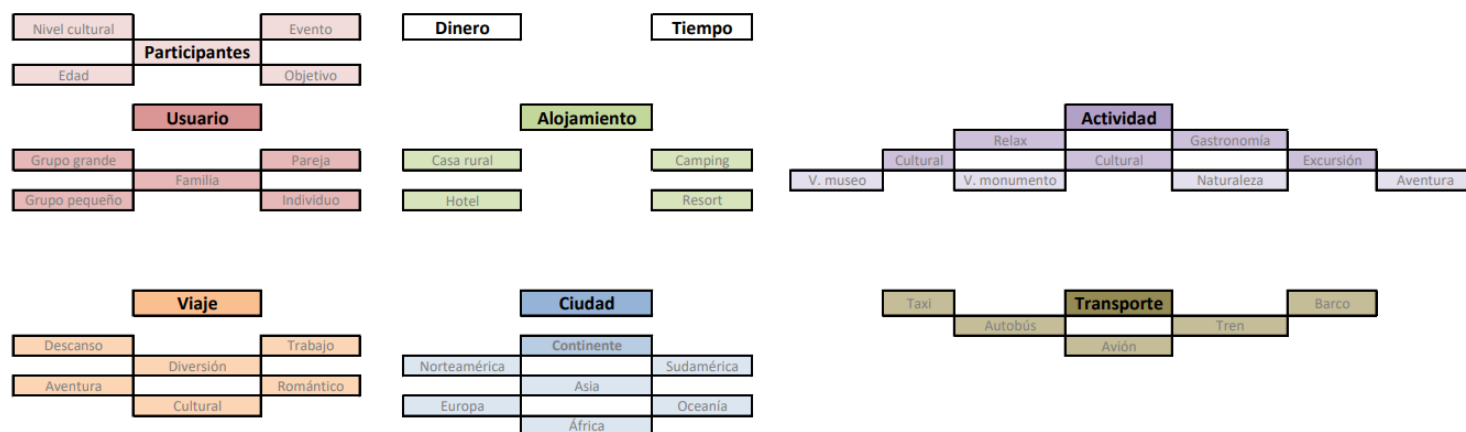 Nivel cultural
Evento
Participantes
Edad
Objetivo
Dinero
Tiempo
Usuario
Grupo grande
Pareja
Familia
Grupo pequeño
Individuo
Alojamiento
Casa rural
Camping
Hotel
Resort
Actividad
Relax
Gastronomía
Cultural
Cultural
Excursión
V. museo
V. monumento
Naturaleza
Aventura
Viaje
Descanso
Trabajo
Diversión
Aventura
Romántico
Cultural
Ciudad
Continente
Norteamérica
Sudamérica
Asia
Europa
Oceanía
África
Taxi
Transporte
Barco
Autobús
Tren
Avión